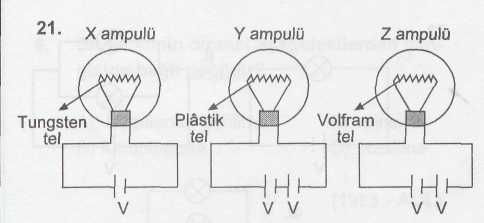 21.
X ampulü
Y ampulü
Z ampulü
Tungsten
tel
Plâstik
tel
Volfram
tel
V
V
V
V
V